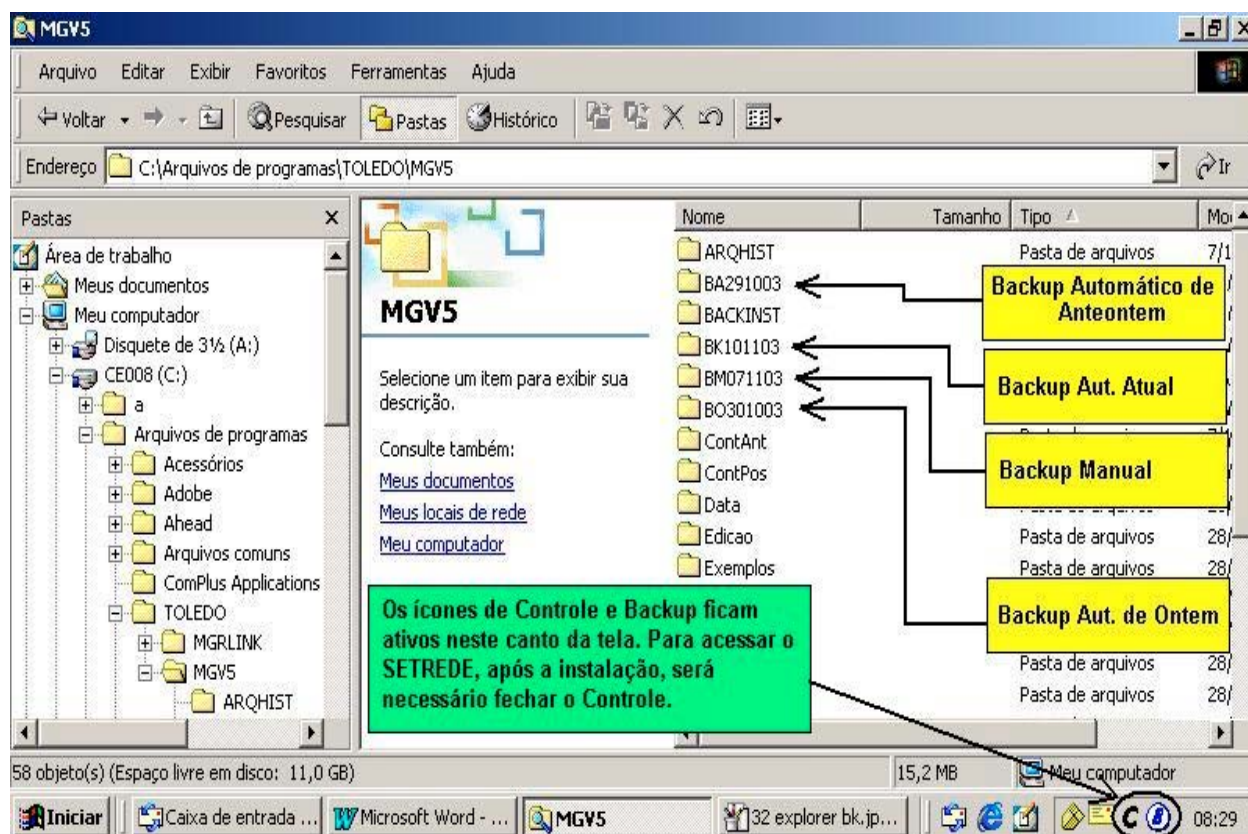 MGV5
Arquivo Editar Exibir Favoritos Ferramentas Ajuda
Voltar Pesquisar Pastas Histórico
Endereço C:\Arquivos de programas\TOLEDO\MGV5 Ir
Pastas X
Área de trabalho
Meus documentos
Meu computador
Disquete de 3½ (A:)
CE008 (C:)
a
Arquivos de programas
Acessórios
Adobe
Ahead
Arquivos comuns
ComPlus Applications
TOLEDO
MGRLINK
MGV5
ARQHIST
MGV5
Selecione um item para exibir sua
descrição.
Consulte também:
Meus documentos
Meus locais de rede
Meu computador
Nome Tamanho Tipo
ARQHIST Pasta de arquivos 7/1
BA291003
BACKINST
BK101103
BM071103
BO301003
ContAnt
ContPos
Data
Edicao Pasta de arquivos 28/
Exemplos Pasta de arquivos 28/
Pasta de arquivos 28/
Pasta de arquivos 28/
Backup Automático de
Anteontem
Backup Aut. Atual
Backup Manual
Backup Aut. de Ontem
Os ícones de Controle e Backup ficam
ativos neste canto da tela. Para acessar o
SETREDE, após a instalação, será
necessário fechar o Controle.
58 objeto(s) (Espaço livre em disco: 11,0 GB) 15,2 MB Meu computador
Iniciar Caixa de entrada ... Microsoft Word - ... MGV5 32 explorer bk.jp... C B 08:29